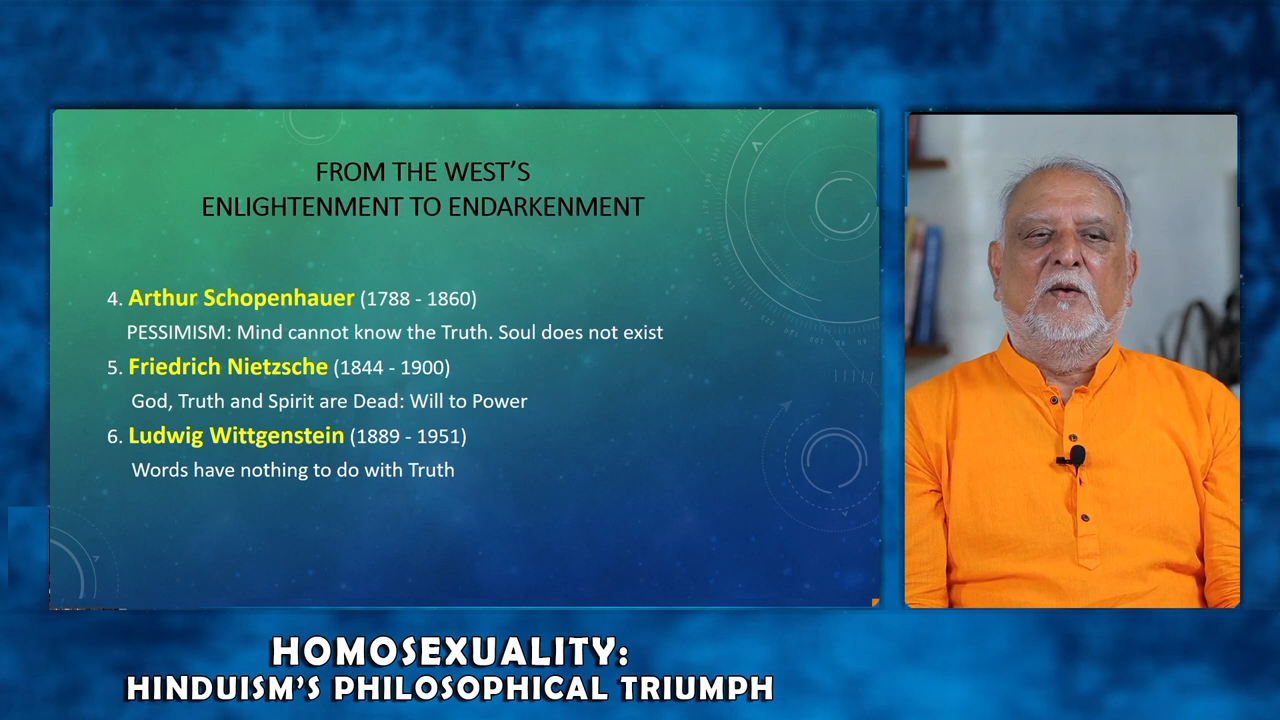 FROM THE WEST'S
ENLIGHTENMENT TO ENDARKENMENT
4. Arthur Schopenhauer (1788 - 1860)
PESSIMISM: Mind cannot know the Truth. Soul does not exist
5. Friedrich Nietzsche (1844 - 1900)
God, Truth and Spirit are Dead: Will to Power
6. Ludwig Wittgenstein (1889 - 1951)
Words have nothing to do with Truth
HOMOSEXUALITY:
HINDUISM'S PHILOSOPHICAL TRIUMPH